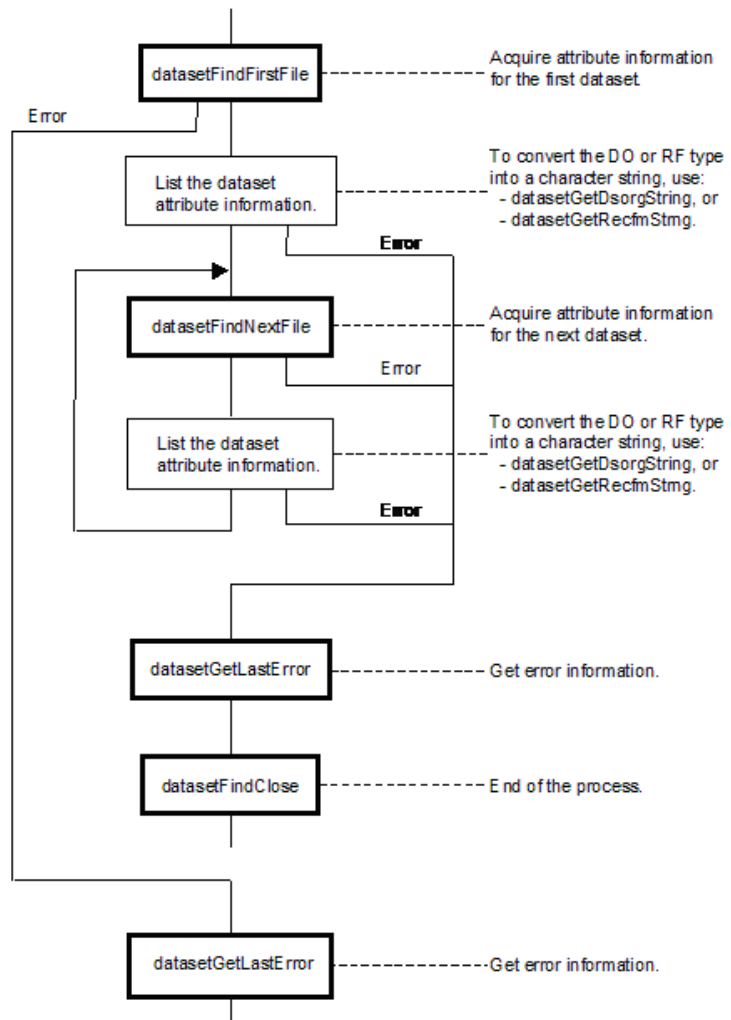 datasetFindFirstFile
Acquire attribute information
for the first dataset.
Error
List the dataset
attribute information.
To convert the DO or RF type
into a character string, use:
- datasetGetDsorgString, or
- datasetGetRecfmStrng.
Error
datasetFindNextFile
Acquire attribute information
for the next dataset.
Error
List the dataset
attribute information.
To convert the DO or RF type
into a character string, use:
- datasetGetDsorgString, or
- datasetGetRecfmStrng.
Error
datasetGetLastError
Get error information.
datasetFindClose
End of the process.
datasetGetLastError
Get error information.